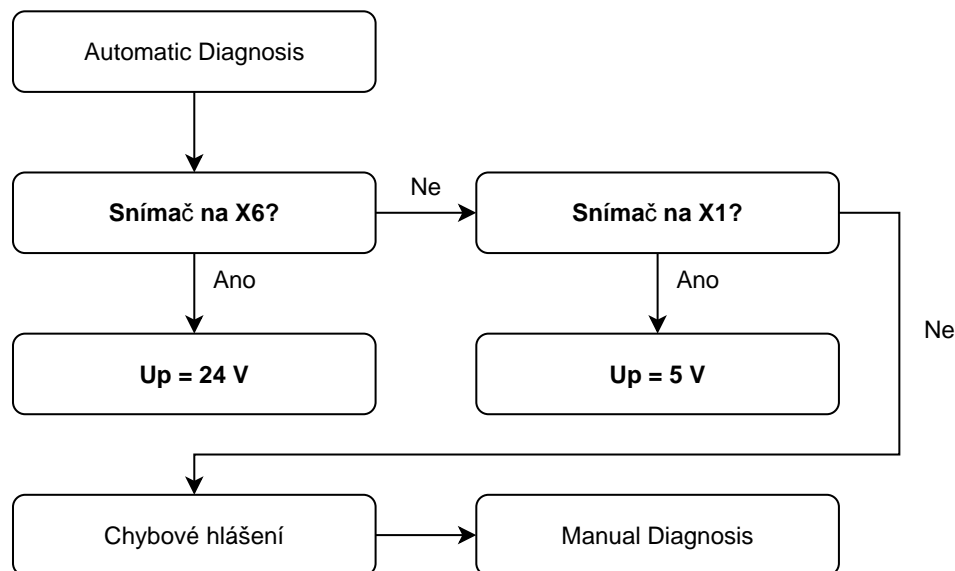 Automatic Diagnosis
Ne
Snímač na X6?
Snímač na X1?
Ano
Ano
Ne
Up = 24 V
Up = 5 V
Chybové hlášení
Manual Diagnosis